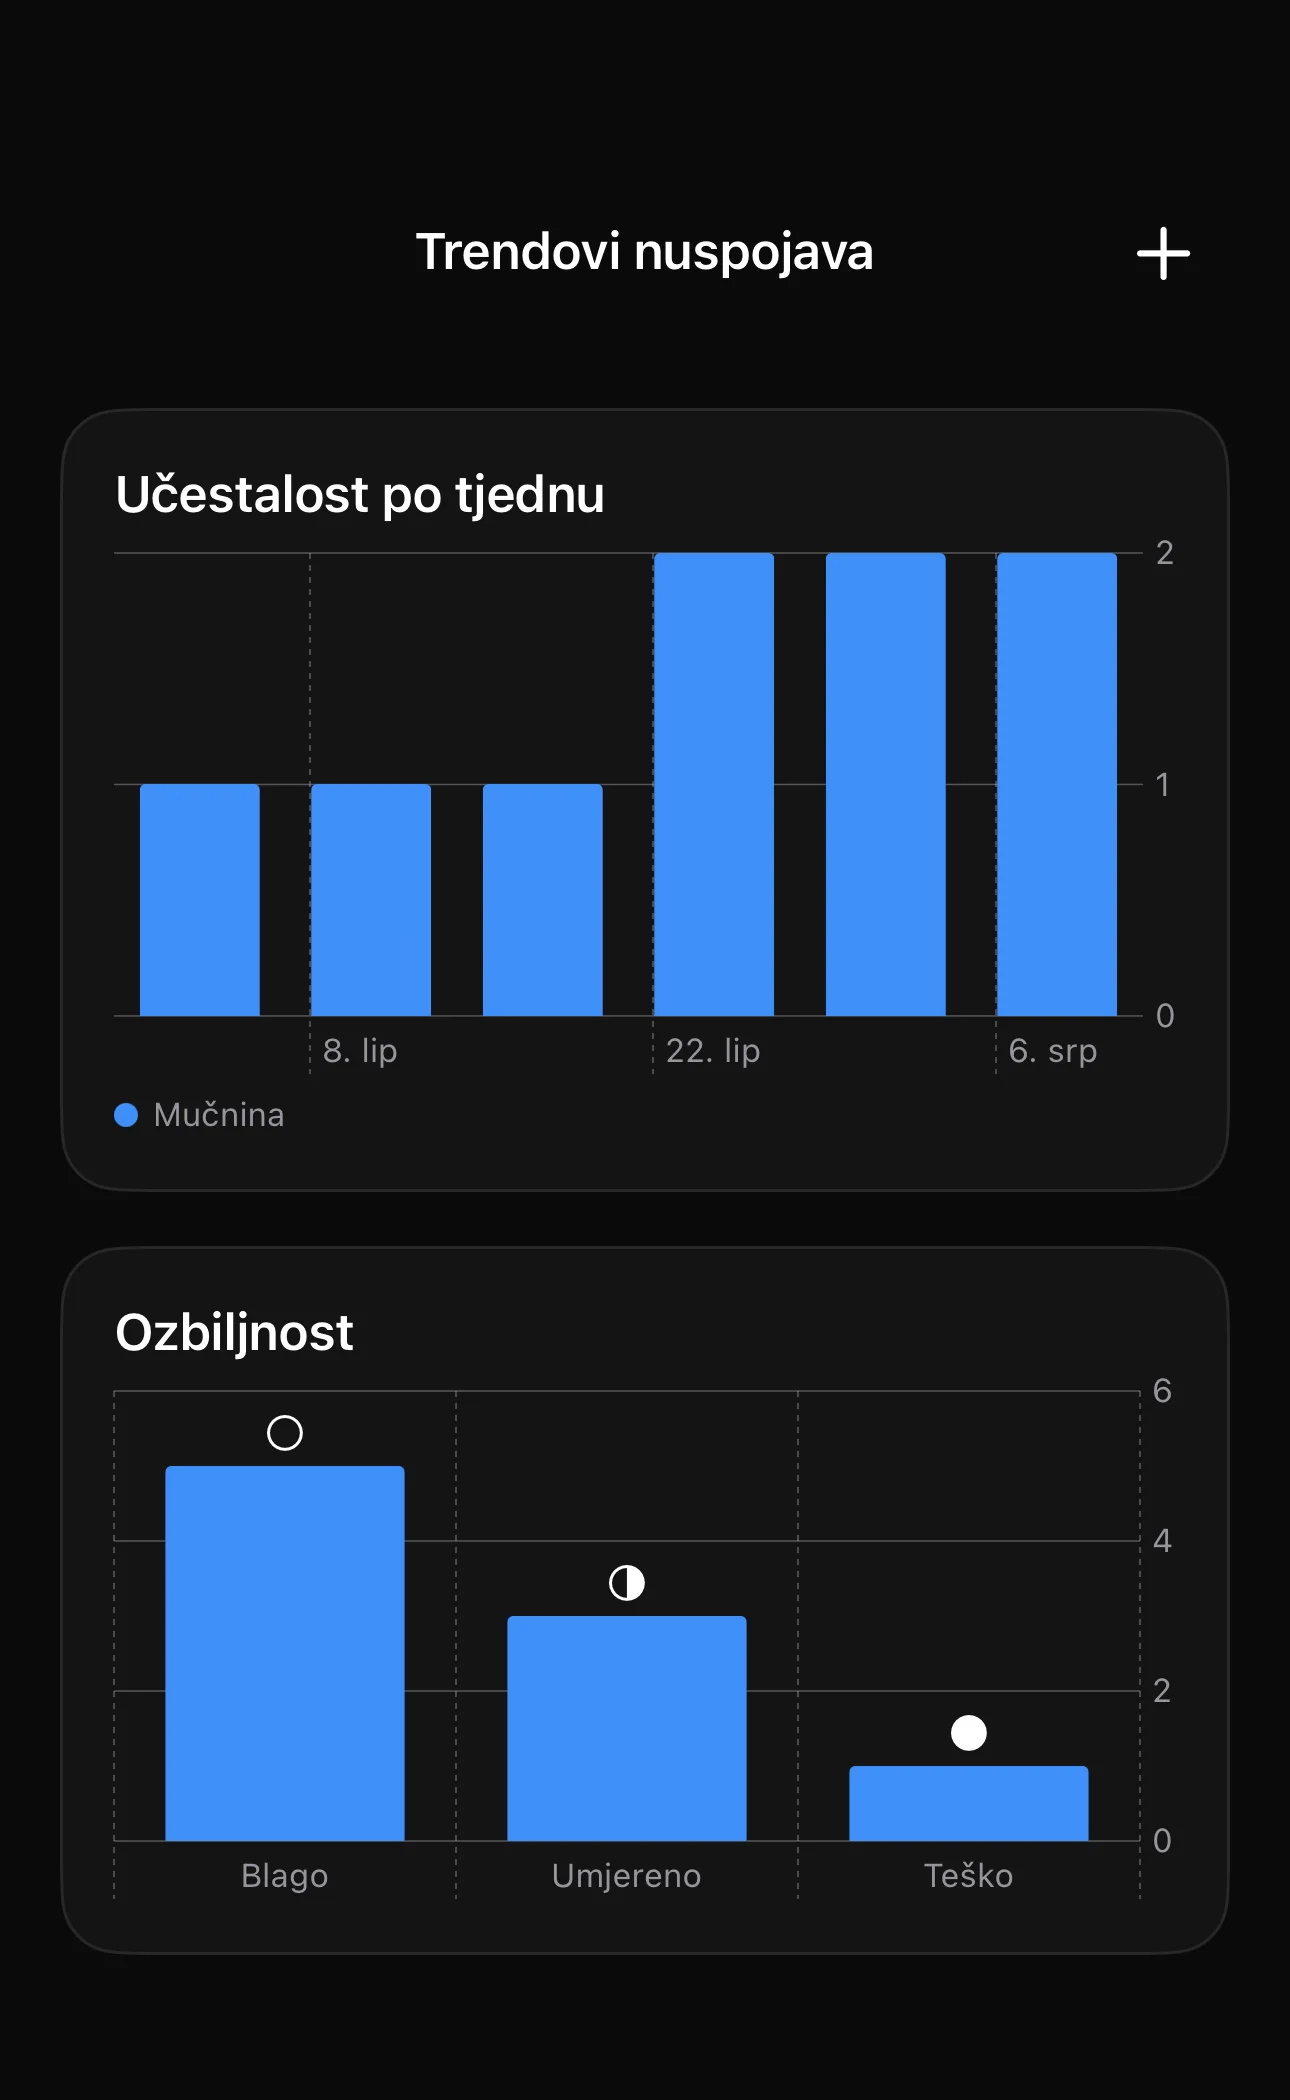 Trendovi nuspojava
Učestalost po tjednu
2
1
0
8. lip
22. lip
6. srp
Mučnina
Ozbiljnost
6
4
2
0
Blago
Umjereno
Teško